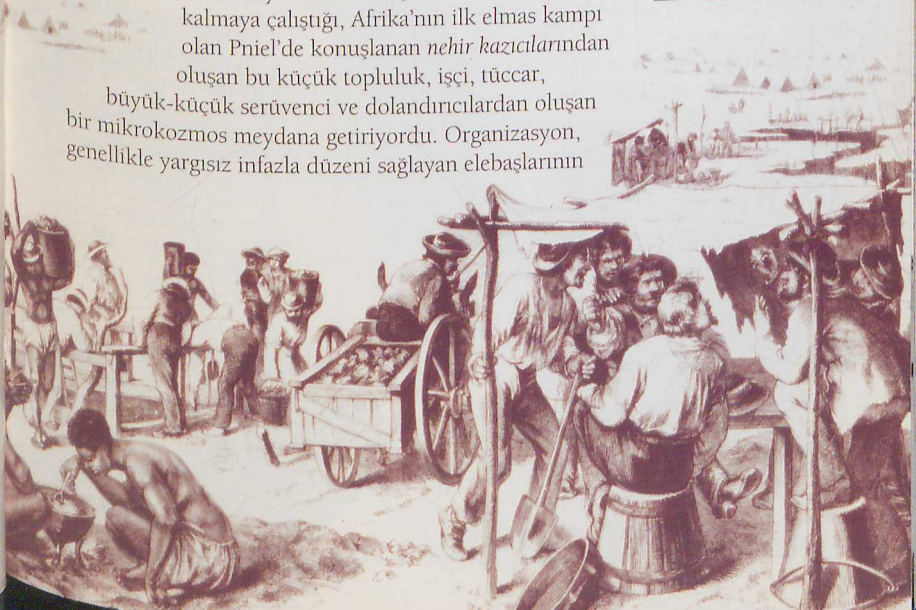 kalmaya çalıştığı, Afrika'nın ilk elmas kampı
olan Pniel'de konuşlanan nehir kazıcılarından
oluşan bu küçük topluluk, işçi, tüccar,
büyük-küçük serüvenci ve dolandırıcılardan oluşan
bir mikrokozmos meydana getiriyordu. Organizasyon,
genellikle yargısız infazla düzeni sağlayan elebaşlarının